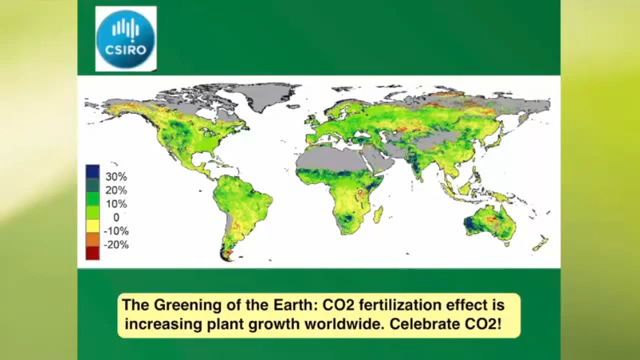 CSIRO
30%
20%
10%
0
-10%
-20%
The Greening of the Earth: CO2 fertilization effect is
increasing plant growth worldwide. Celebrate CO2!